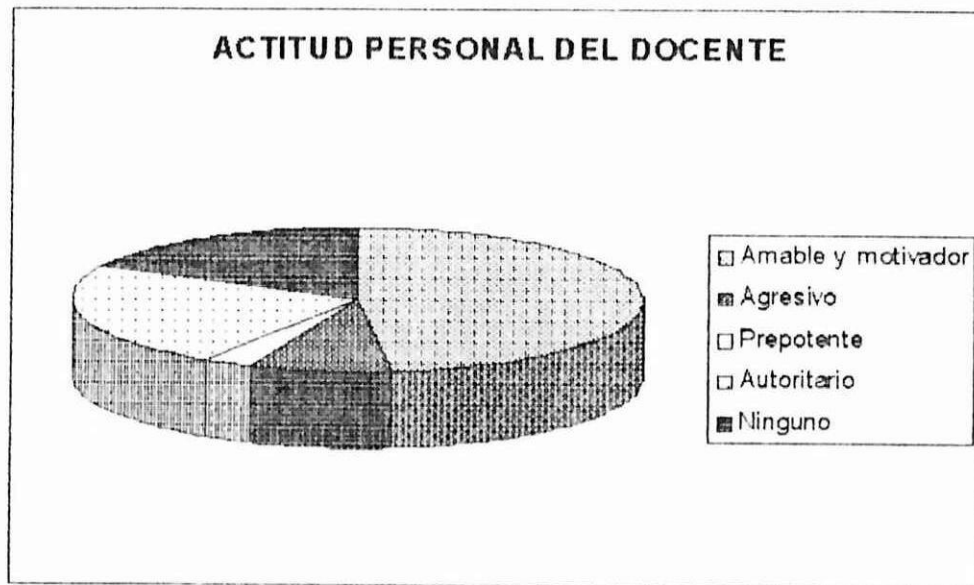 ACTITUD PERSONAL DEL DOCENTE
Amable y motivador
Agresivo
Prepotente
Autoritario
Ninguno